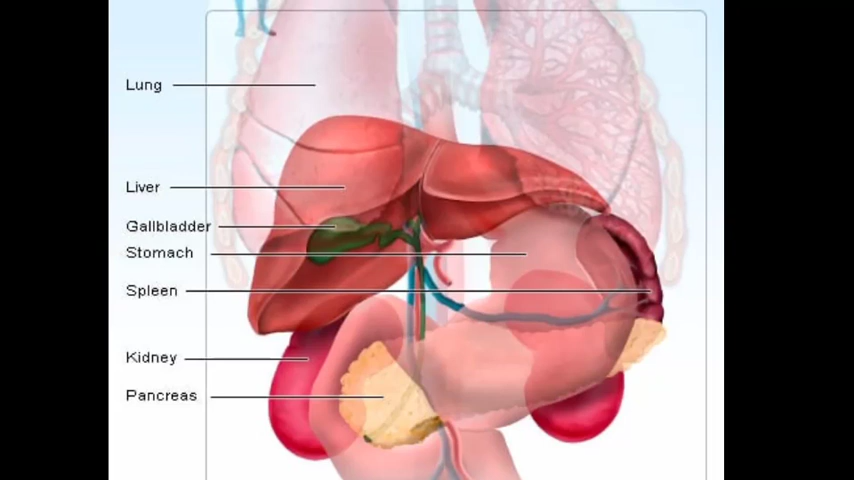 Lung
Liver
Gallbladder
Stomach
Spleen
Kidney
Pancreas